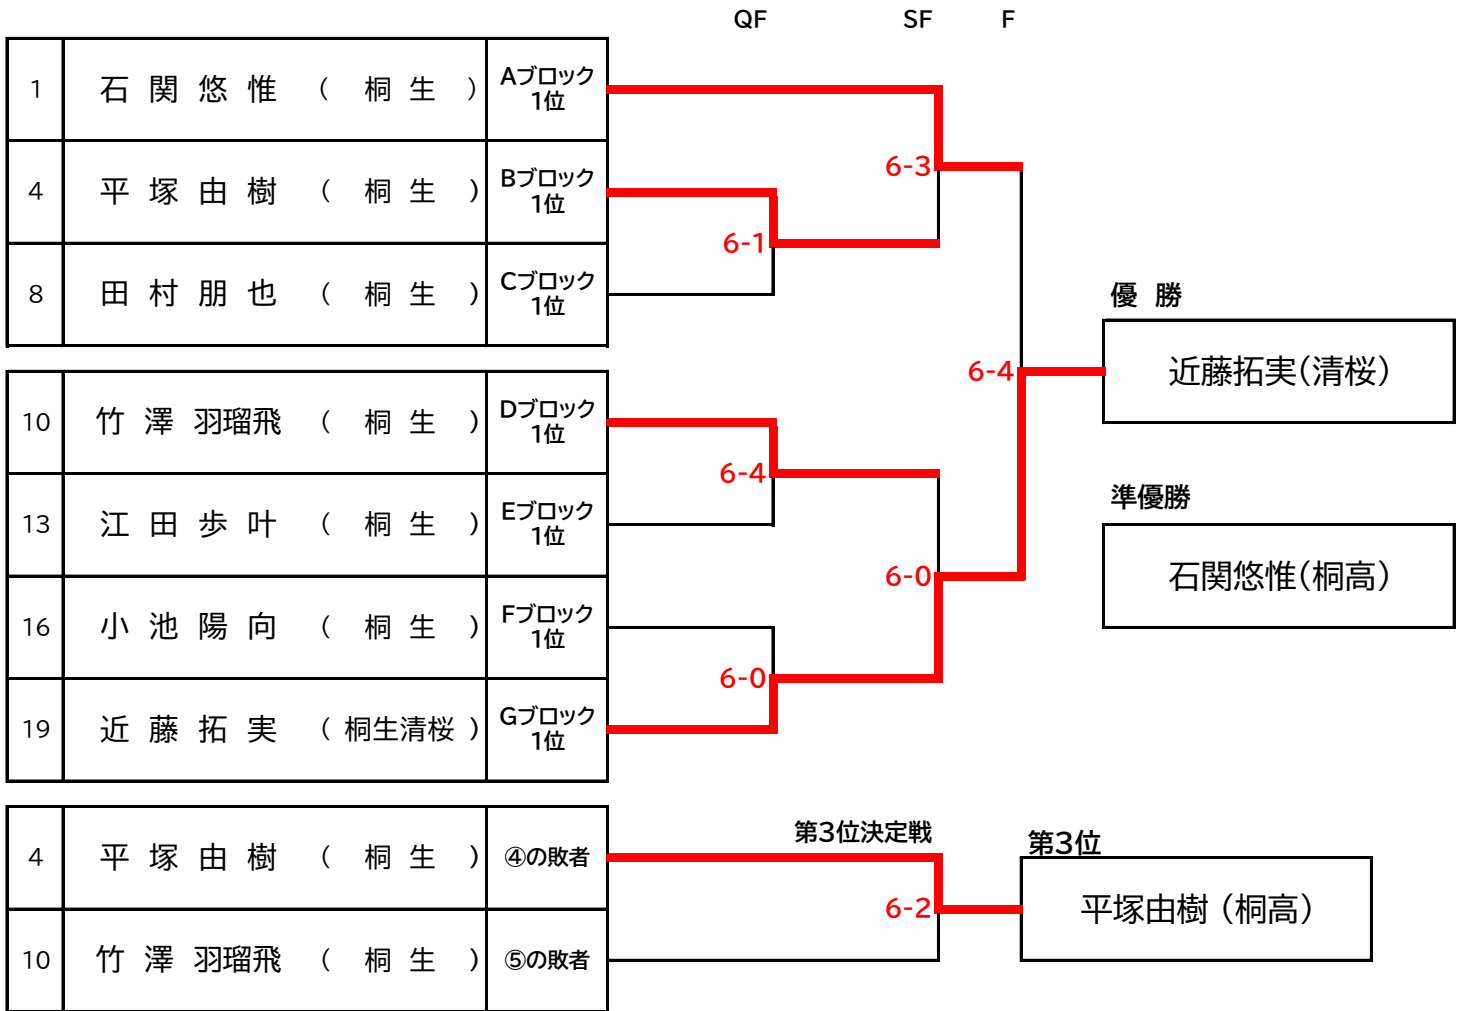 QF SF F
1 石関悠惟 (桐生) Aブロック
1位
6-3
4 平塚由樹 (桐生) Bブロック
1位
6-1
8 田村朋也 (桐生) Cブロック
1位
優勝
近藤拓実(清桜)
6-4
10 竹澤羽瑠飛 (桐生) Dブロック
1位
6-4
準優勝
13 江田歩叶 (桐生) Eブロック
1位
6-0
石関悠惟(桐高)
16 小池陽向 (桐生) Fブロック
1位
6-0
19 近藤拓実 (桐生清桜) Gブロック
1位
第3位決定戦 第3位
4 平塚由樹 (桐生) ④の敗者
6-2
平塚由樹(桐高)
10 竹澤羽瑠飛 (桐生) ⑤の敗者